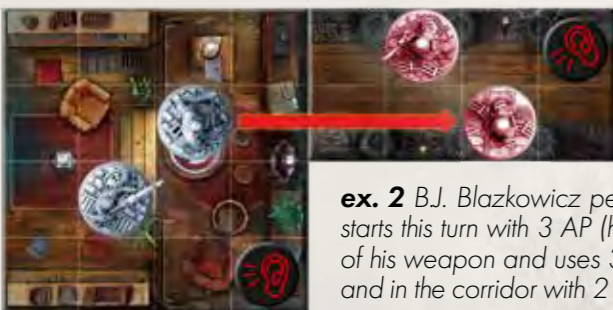 ex. 2 B.J. Blazkowicz pe
starts this turn with 3 AP (h
of his weapon and uses 3
and in the corridor with 2